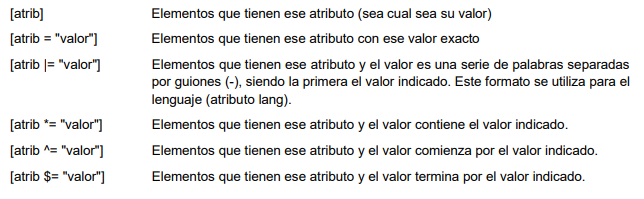 [atrib] Elementos que tienen ese atributo (sea cual sea su valor)
[atrib = "valor"] Elementos que tienen ese atributo con ese valor exacto
[atrib |= "valor"] Elementos que tienen ese atributo y el valor es una serie de palabras separadas
por guiones (-), siendo la primera el valor indicado. Este formato se utiliza para el
lenguaje (atributo lang).
[atrib *= "valor"] Elementos que tienen ese atributo y el valor contiene el valor indicado.
[atrib ^= "valor"] Elementos que tienen ese atributo y el valor comienza por el valor indicado.
[atrib $= "valor"] Elementos que tienen ese atributo y el valor termina por el valor indicado.